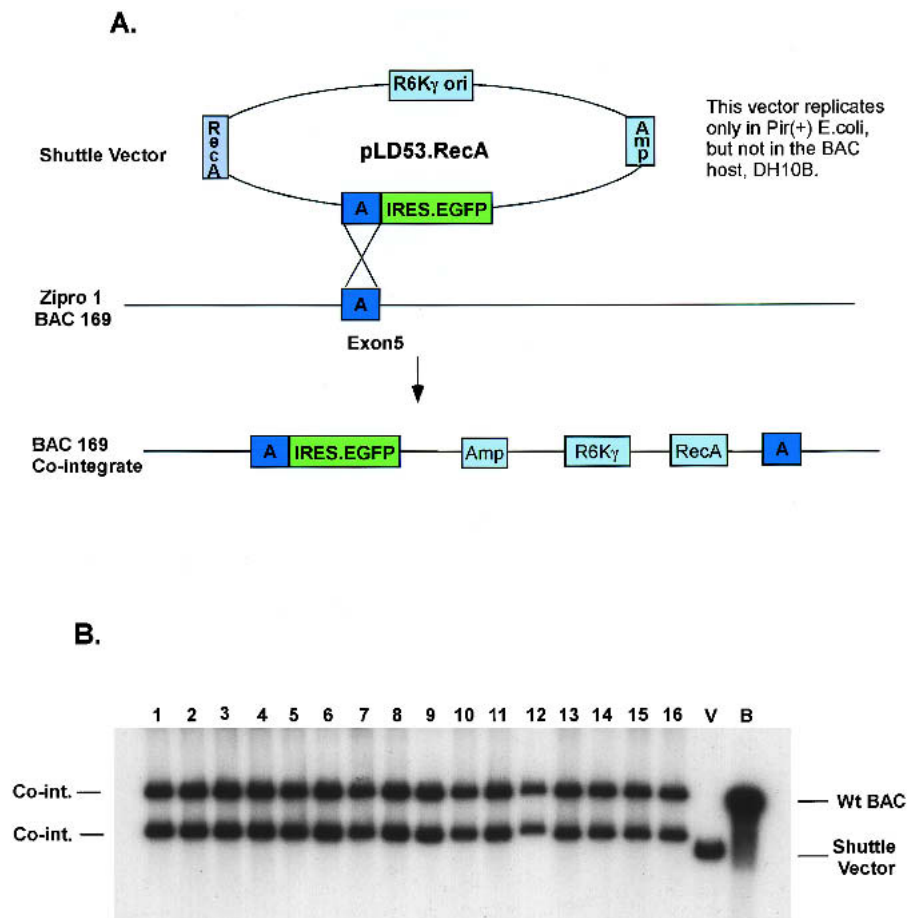 A.
R6Kγ ori
RecA
Shuttle Vector
pLD53.RecA
Amp
This vector replicates
only in Pir(+) E.coli,
but not in the BAC
host, DH10B.
A IRES.EGFP
Zipro 1
BAC 169
A
Exon5
BAC 169
Co-integrate
A IRES.EGFP Amp R6Kγ RecA A
B.
1 2 3 4 5 6 7 8 9 10 11 12 13 14 15 16 V B
Co-int.
Wt BAC
Co-int.
Shuttle
Vector